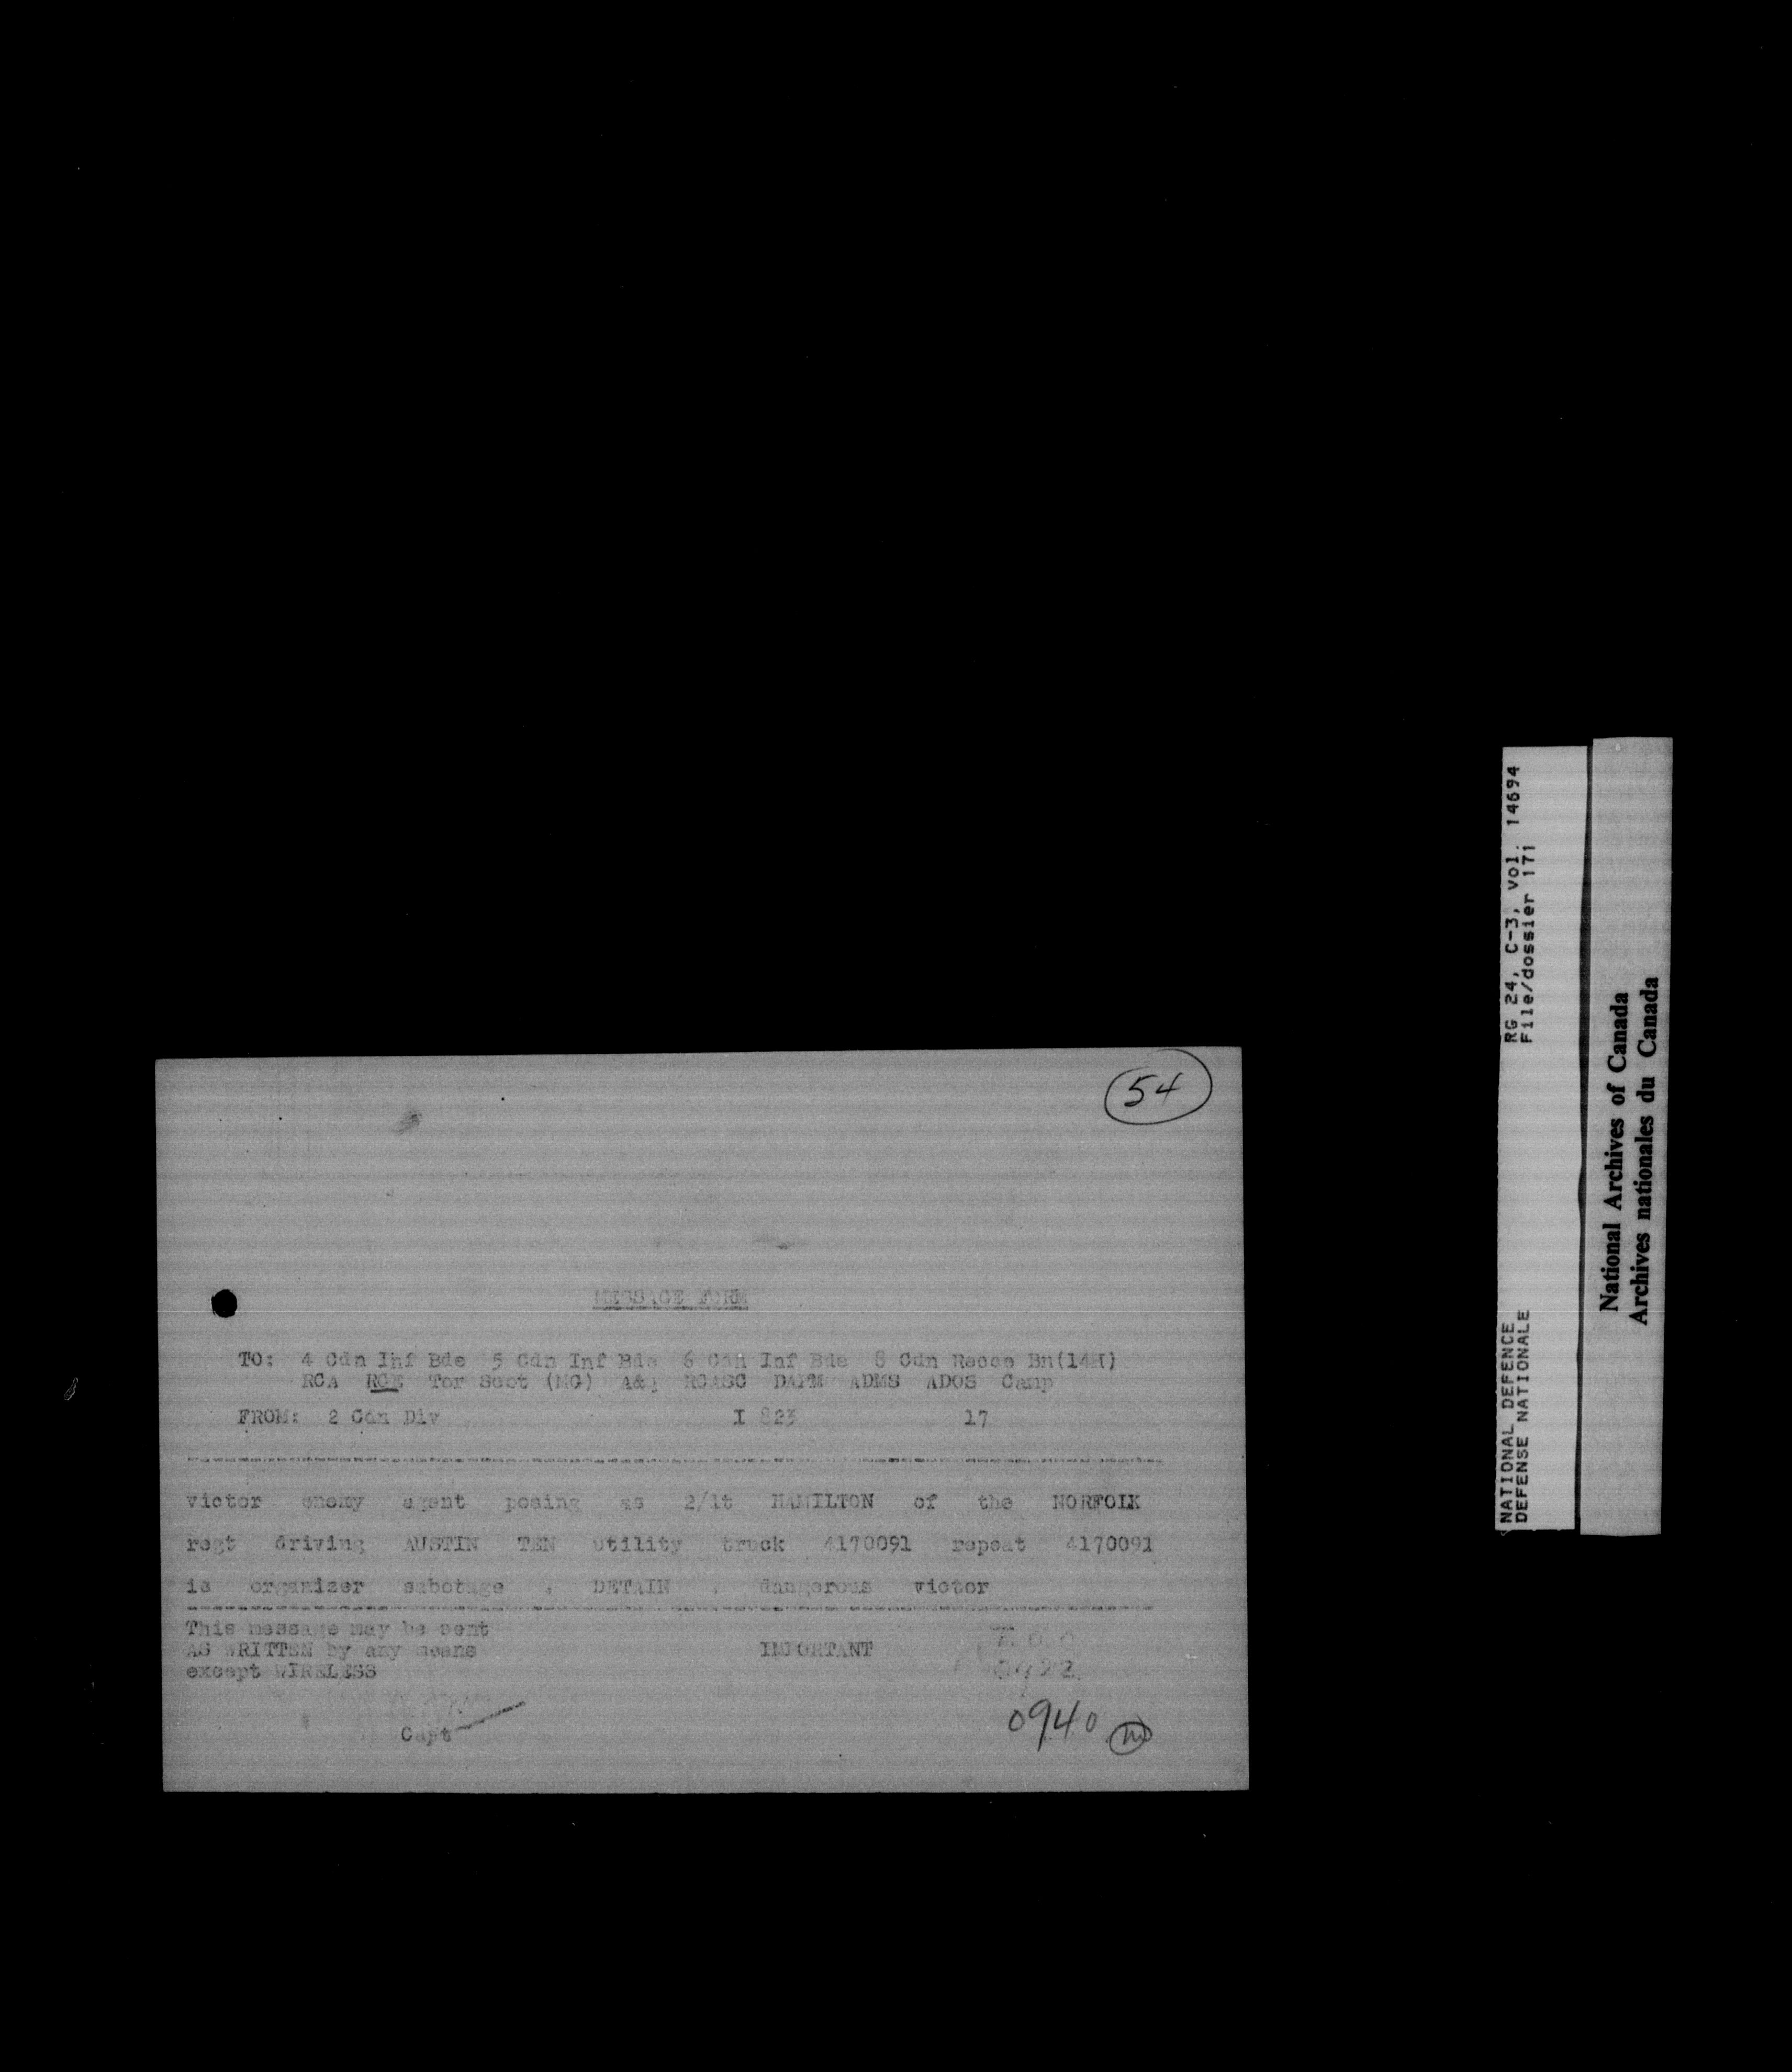 54
MESSAGE FORM
TO: 4 Cdn Inf Bde 5 Cdn Inf Bde 6 Cdn Inf Bde 8 Cdn Recce Bn(14H)
RCA RCE Tor Scot (MG) RCASC DAPM ADMS ADOS Camp
FROM: 2 Cdn Div I 823 17
victor enemy agent posing as 2/lt HAMILTON of the NORFOLK
regt driving AUSTIN TEN utility truck 4170091 repeat 4170091
is organizer sabotage . DETAIN . dangerous victor
This message may be sent
AS WRITTEN by any means
except WIRELESS
IMPORTANT
0922
Capt
0940
NATIONAL DEFENCE RG 24, C-3, vol. 14694
DEFENSE NATIONALE File/dossier 171
National Archives of Canada
Archives nationales du Canada